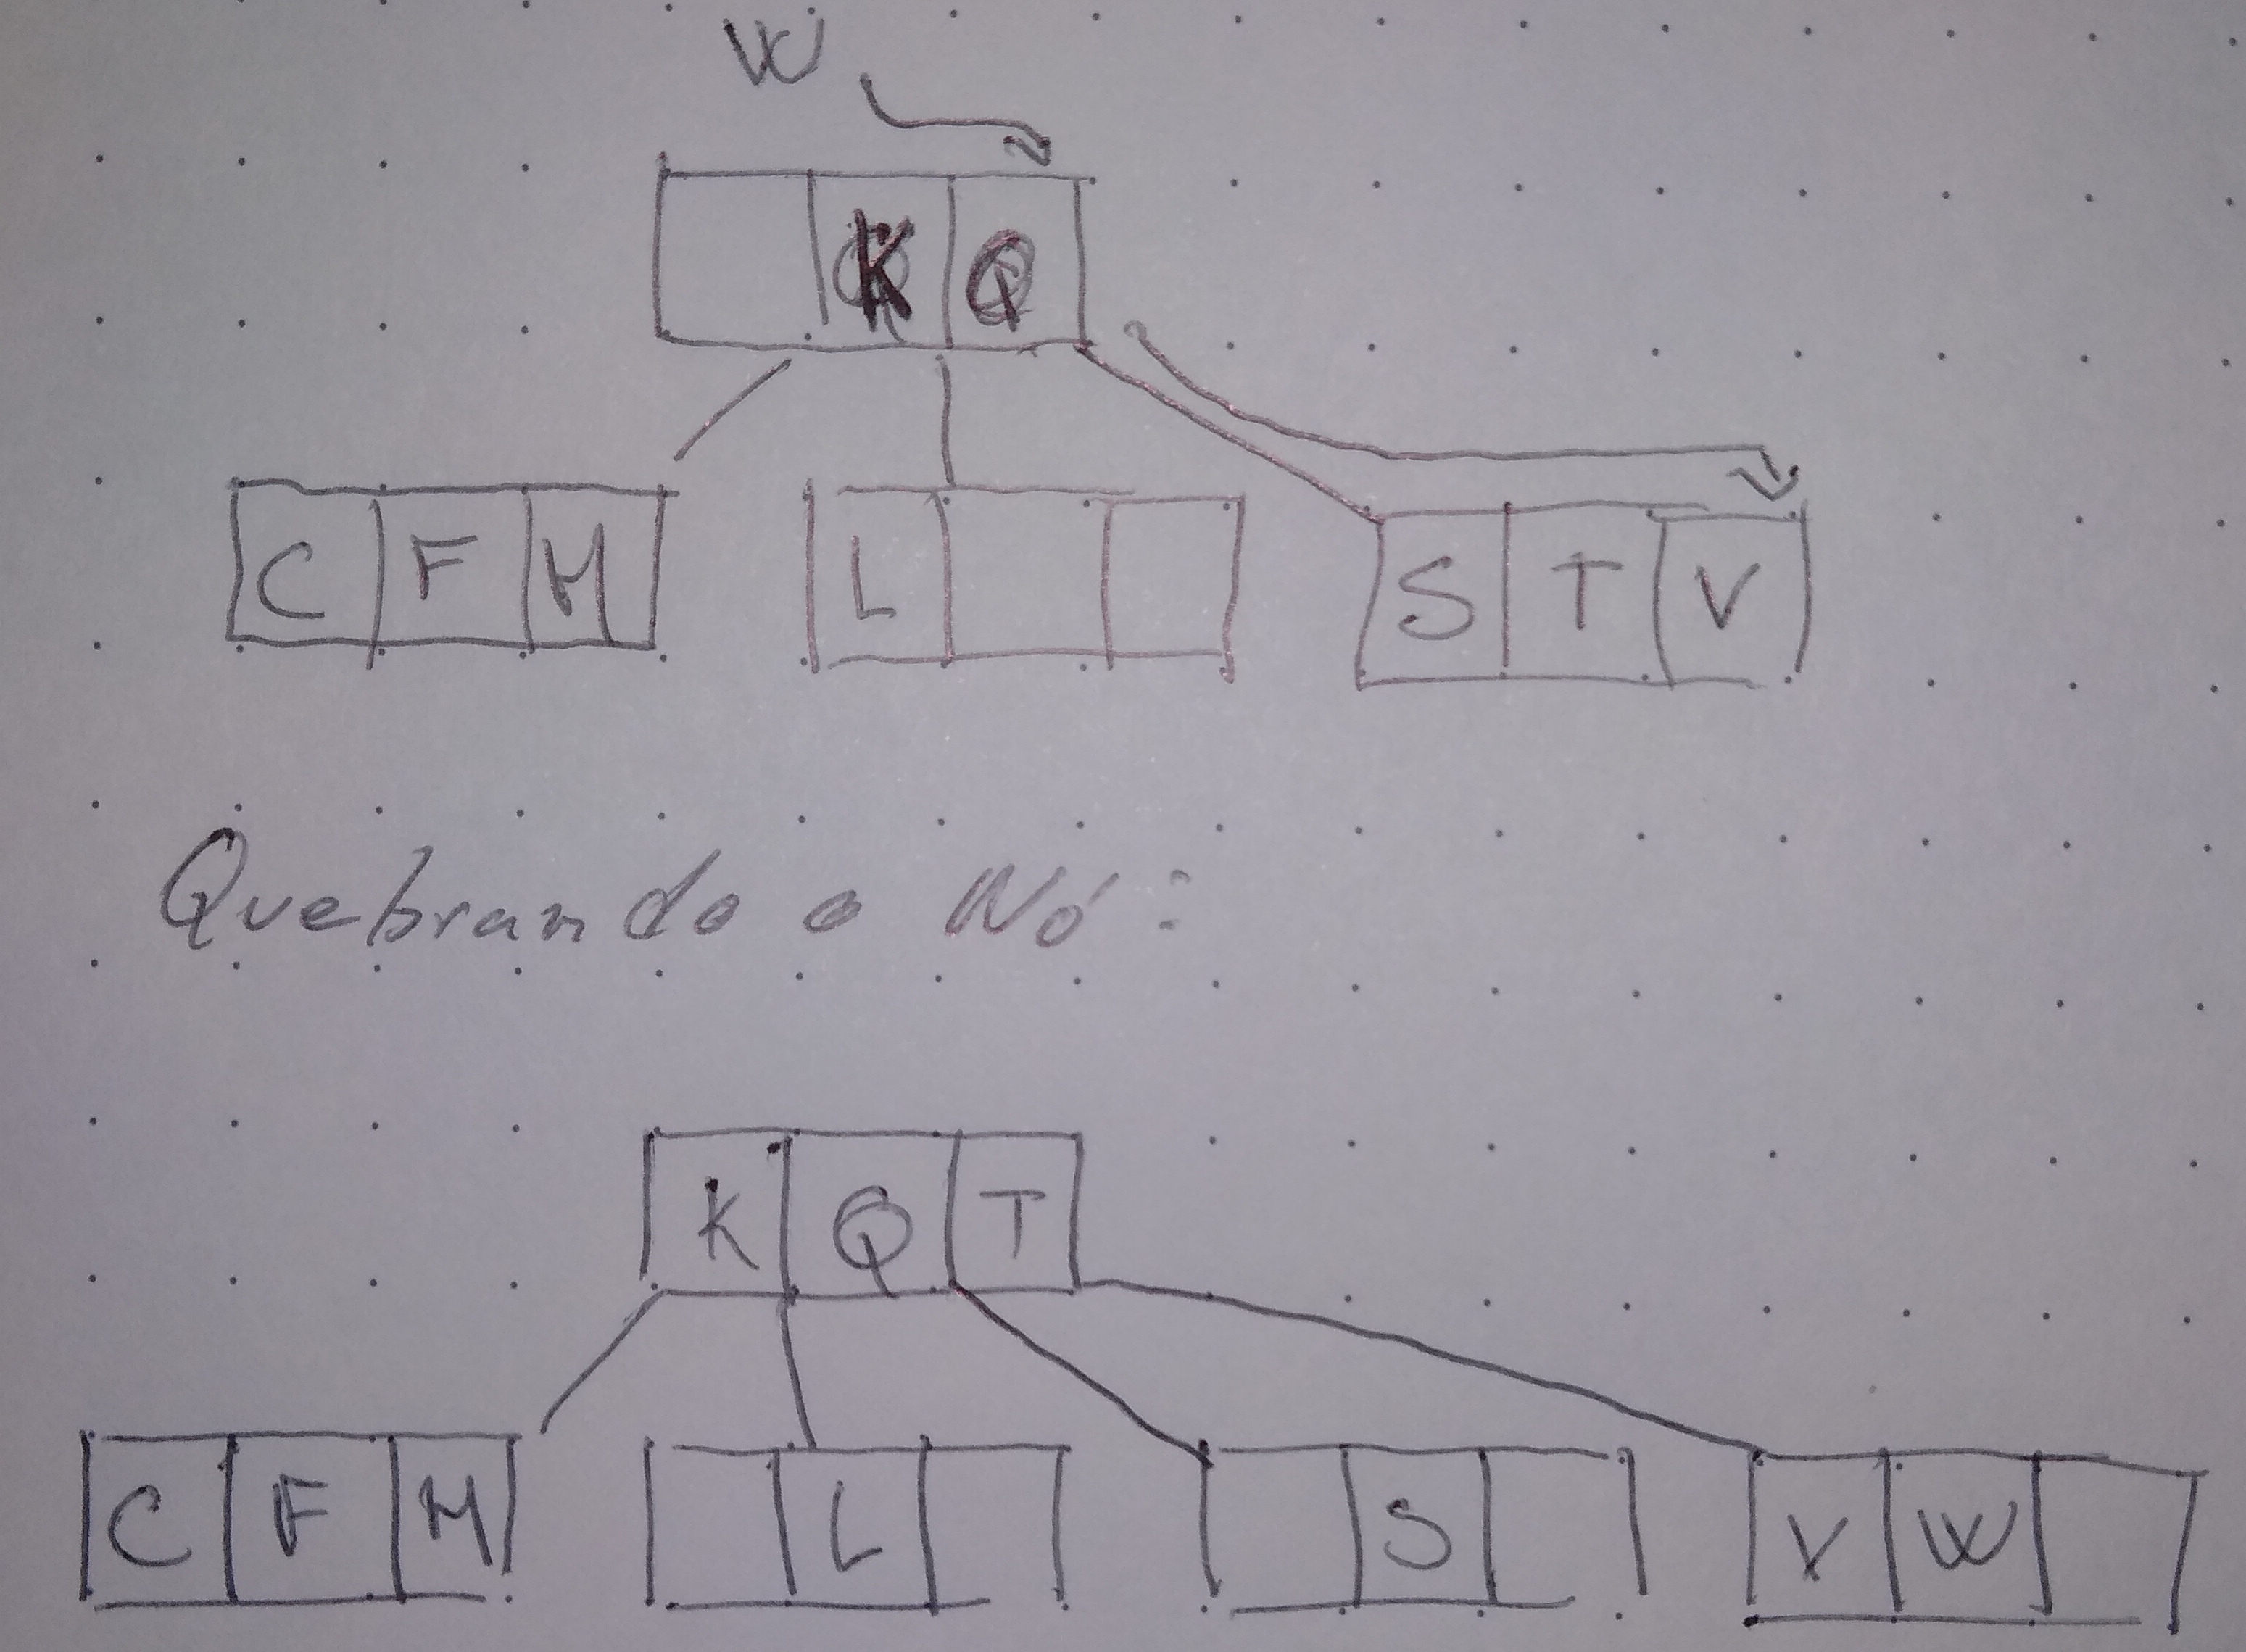 W
K Q
C F H L S T V
Quebrando o Nó:
K Q T
C F H L S V W